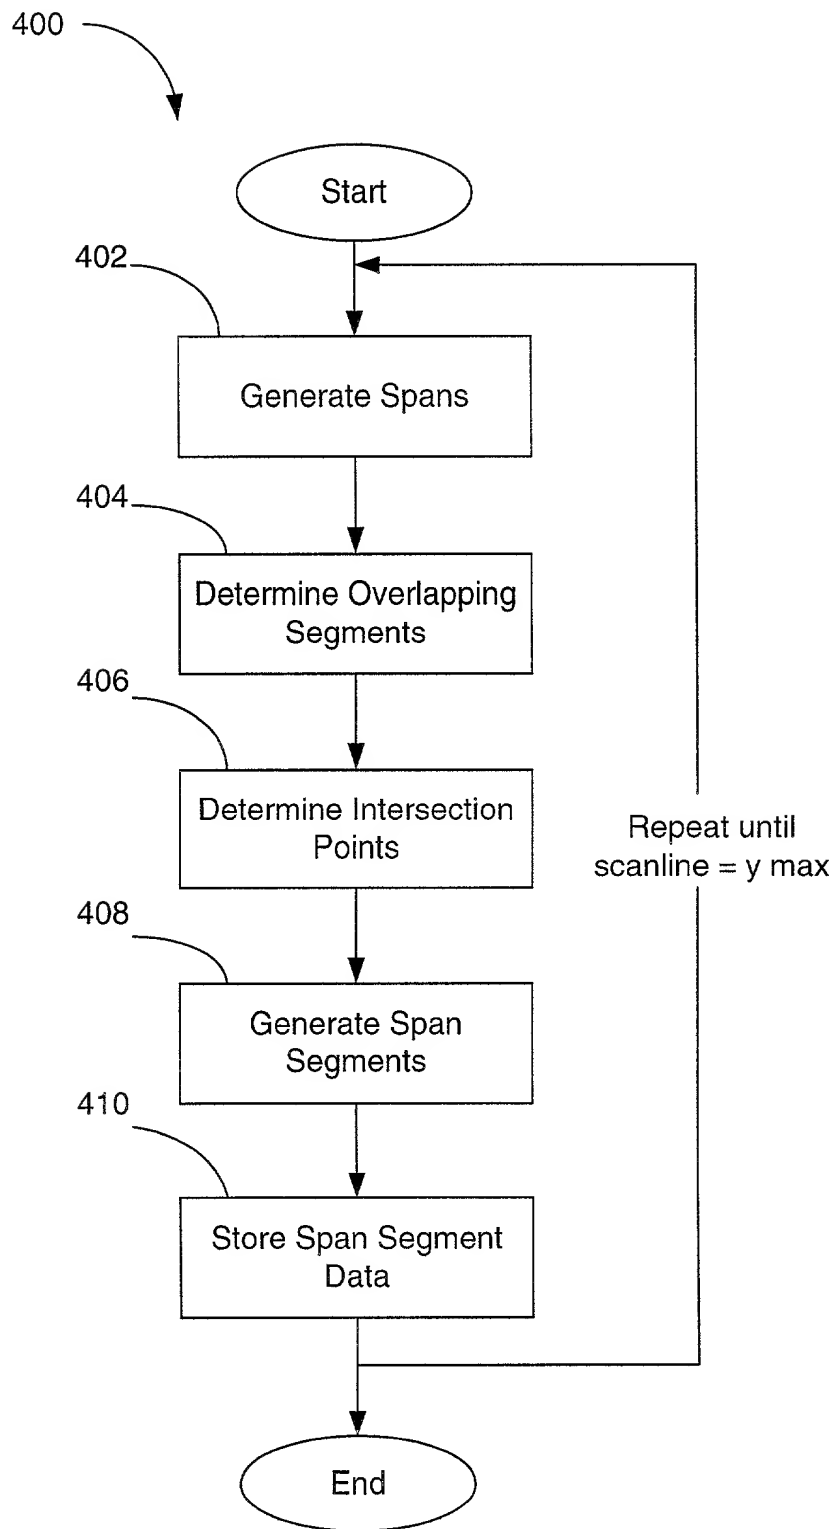 400
Start
402
Generate Spans
404
Determine Overlapping
Segments
406
Determine Intersection
Points
Repeat until
scanline = y max
408
Generate Span
Segments
410
Store Span Segment
Data
End